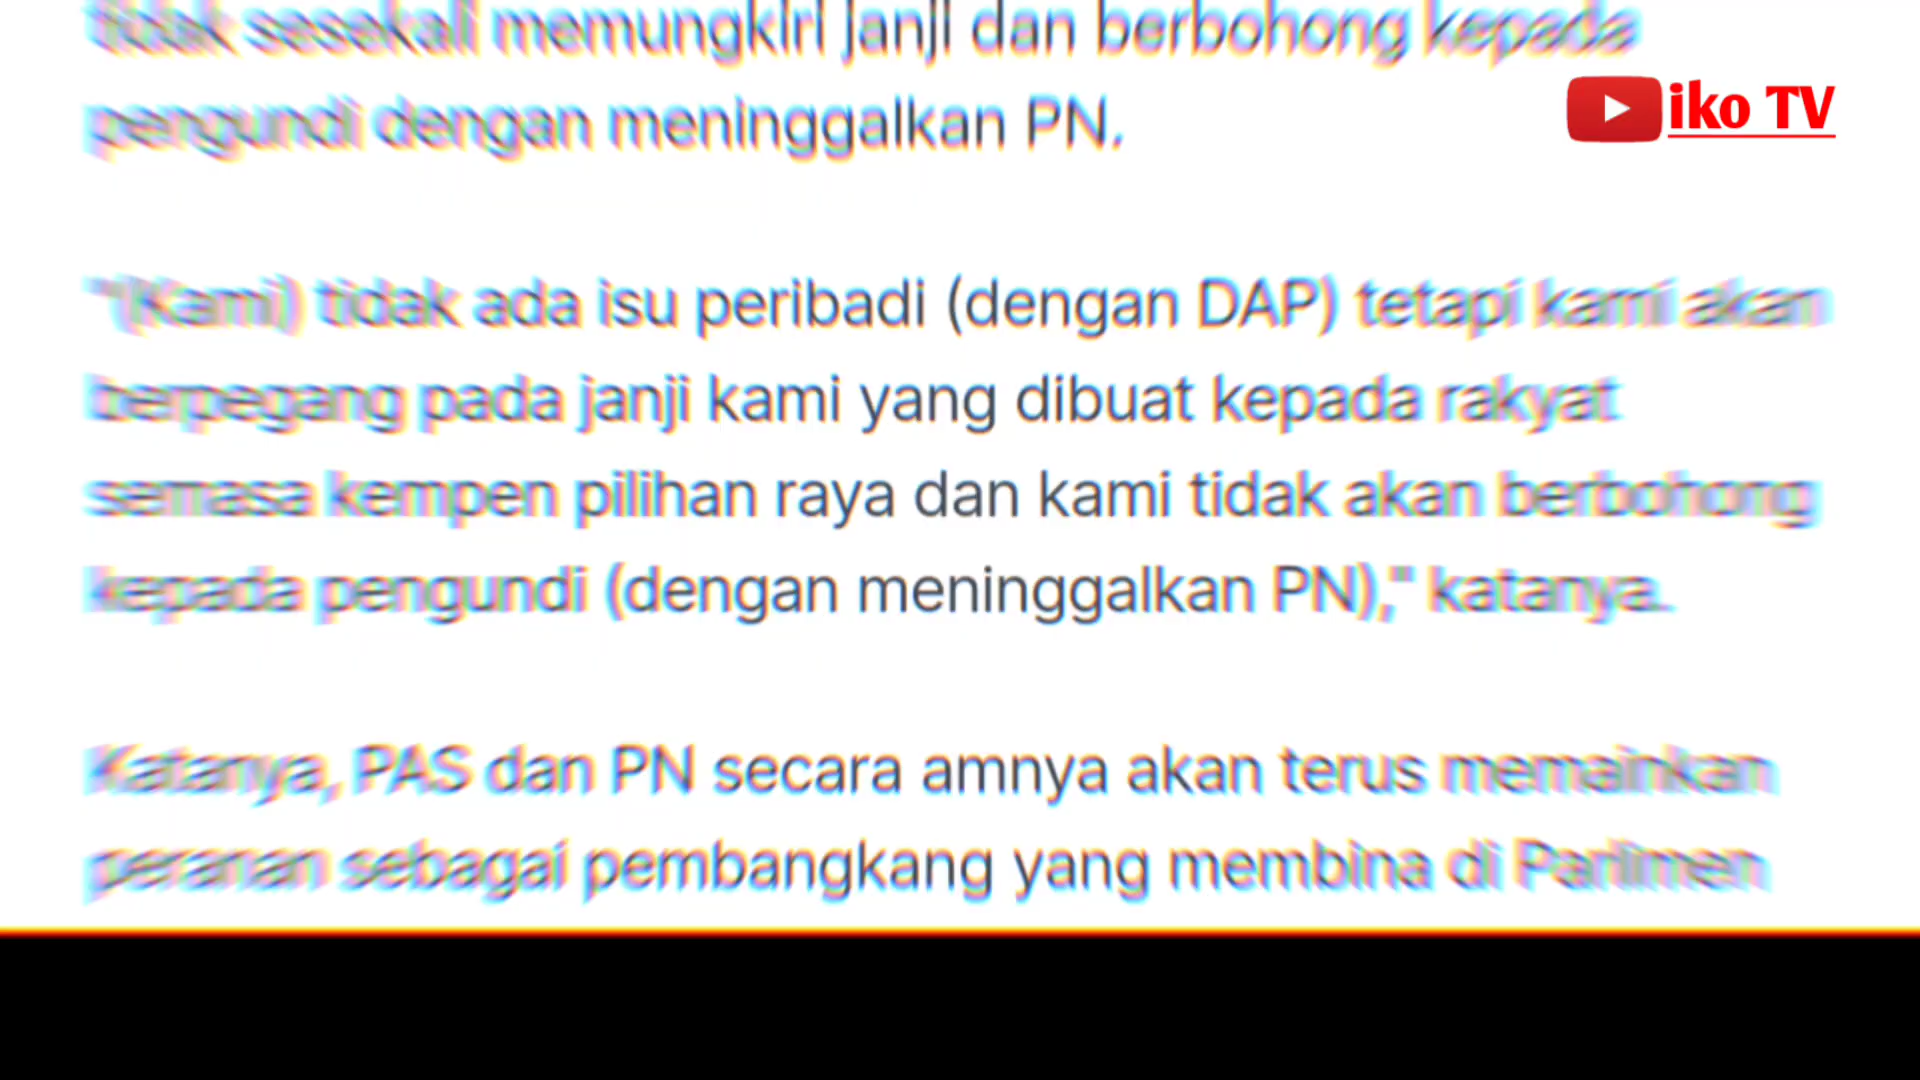 tidak sesekali memungkiri janji dan berbohong kepada
pengundi dengan meninggalkan PN.
iko TV
"(Kami) tidak ada isu peribadi (dengan DAP) tetapi kami akan
berpegang pada janji kami yang dibuat kepada rakyat
semasa kempen pilihan raya dan kami tidak akan berbohong
kepada pengundi (dengan meninggalkan PN)," katanya.
Katanya, PAS dan PN secara amnya akan terus memainkan
peranan sebagai pembangkang yang membina di Parlimen